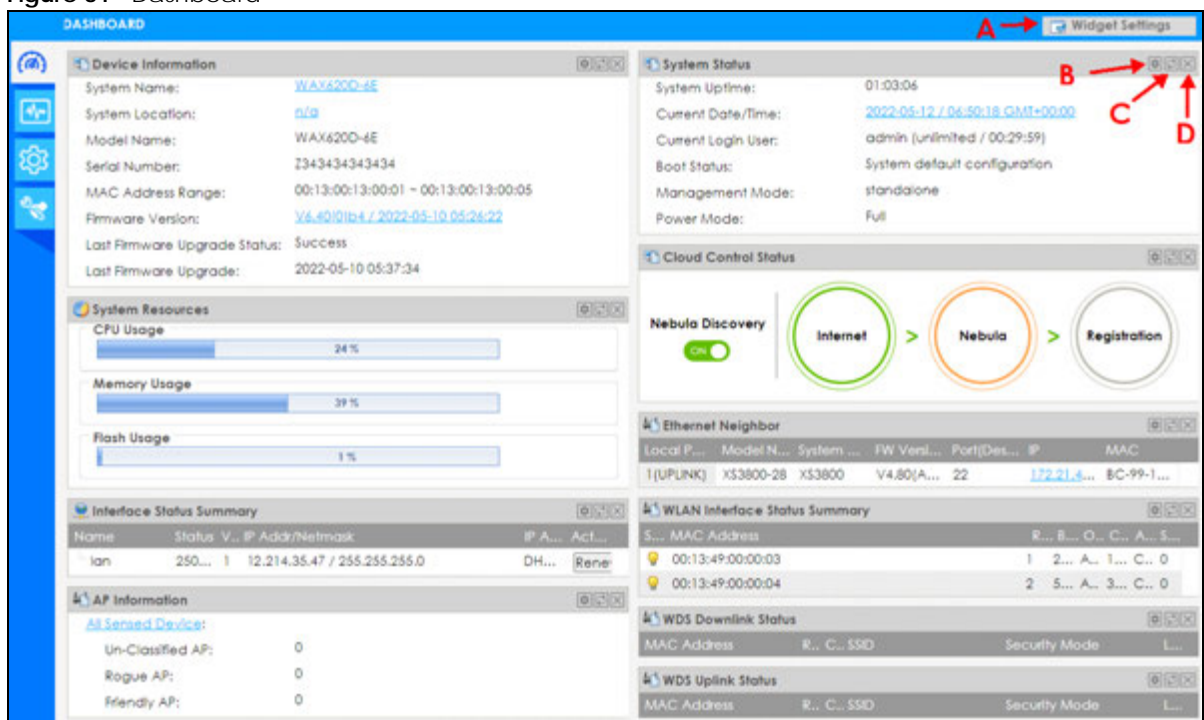 DASHBOARD
A
Widget Settings
Device Information
System Name: WAX620D-6E
System Location: n/a
Model Name: WAX620D-6E
Serial Number: Z343434343434
MAC Address Range: 00:13:00:13:00:01 ~ 00:13:00:13:00:05
Firmware Version: V6.40(0)b4 / 2022-05-10 05:26:22
Last Firmware Upgrade Status: Success
Last Firmware Upgrade: 2022-05-10 05:37:34
System Resources
CPU Usage
24 %
Memory Usage
39 %
Flash Usage
1 %
Interface Status Summary
Name Status V... IP Addr/Netmask IP A... Act...
lan 250... 1 12.214.35.47 / 255.255.255.0 DH... Rene
AP Information
All Sensed Device:
Un-Classified AP: 0
Rogue AP: 0
Friendly AP: 0
System Status
B
C
D
System Uptime: 01:03:06
Current Date/Time: 2022-05-12 / 06:50:18 GMT+00:00
Current Login User: admin (unlimited / 00:29:59)
Boot Status: System default configuration
Management Mode: standalone
Power Mode: Full
Cloud Control Status
Nebula Discovery
ON
Internet > Nebula > Registration
Ethernet Neighbor
Local P... Model N... System ... FW Versi... Port(Des... IP MAC
1(UPLINK) XS3800-28 XS3800 V4.80(A... 22 172.21.4... BC-99-1...
WLAN Interface Status Summary
S... MAC Address R... B... O... C... A... S...
00:13:49:00:00:03 1 2... A... 1... C... 0
00:13:49:00:00:04 2 5... A... 3... C... 0
WDS Downlink Status
MAC Address R... C... SSID Security Mode L...
WDS Uplink Status
MAC Address R... C... SSID Security Mode L...